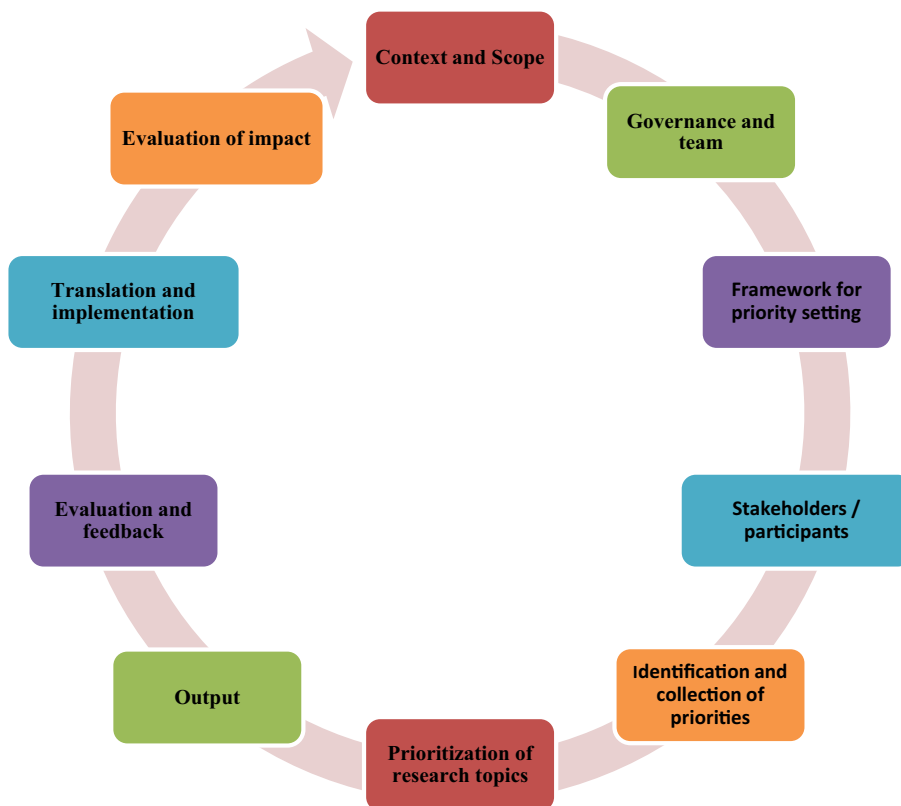 Context and Scope
Governance and
team
Framework for
priority setting
Stakeholders /
participants
Identification and
collection of
priorities
Prioritization of
research topics
Output
Evaluation and
feedback
Translation and
implementation
Evaluation of impact